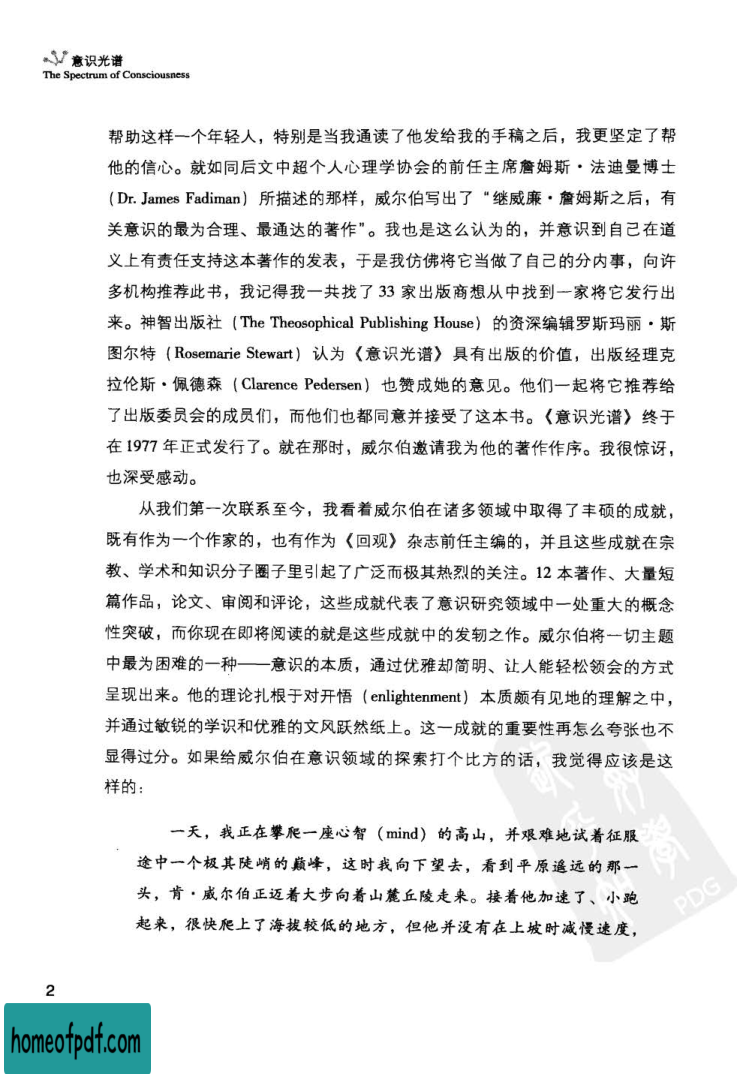 意识光谱
The Spectrum of Consciousness
帮助这样一个年轻人，特别是当我通读了他发给我的手稿之后，我更坚定了帮
他的信心。就如同后文中超个人心理学协会的前任主席詹姆斯·法迪曼博士
（Dr. James Fadiman）所描述的那样，威尔伯写出了“继威廉·詹姆斯之后，有
关意识的最为合理、最通达的著作”。我也是这么认为的，并意识到自己在道
义上有责任支持这本著作的发表，于是我仿佛将它当做了自己的分内事，向许
多机构推荐此书，我记得我一共找了 33 家出版商想从中找到一家将它发行出
来。神智出版社（The Theosophical Publishing House）的资深编辑罗斯玛丽·斯
图尔特（Rosemarie Stewart）认为《意识光谱》具有出版的价值，出版经理克
拉伦斯·佩德森（Clarence Pedersen）也赞成她的意见。他们一起将它推荐给
了出版委员会的成员们，而他们也都同意并接受了这本书。《意识光谱》终于
在 1977 年正式发行了。就在那时，威尔伯邀请我为他的著作作序。我很惊讶，
也深受感动。
从我们第一次联系至今，我看着威尔伯在诸多领域中取得了丰硕的成就，
既有作为一个作家的，也有作为《回观》杂志前任主编的，并且这些成就在宗
教、学术和知识分子圈子里引起了广泛而极其热烈的关注。12 本著作、大量短
篇作品，论文、审阅和评论，这些成就代表了意识研究领域中一处重大的概念
性突破，而你现在即将阅读的就是这些成就中的发轫之作。威尔伯将一切主题
中最为困难的一种——意识的本质，通过优雅却简明、让人能轻松领会的方式
呈现出来。他的理论扎根于对开悟（enlightenment）本质颇有见地的理解之中，
并通过敏锐的学识和优雅的文风跃然纸上。这一成就的重要性再怎么夸张也不
显得过分。如果给威尔伯在意识领域的探索打个比方的话，我觉得应该是这
样的：
一天，我正在攀爬一座心智（mind）的高山，并艰难地试着征服
途中一个极其陡峭的巅峰，这时我向下望去，看到平原遥远的那一
头，肯·威尔伯正迈着大步向着山麓丘陵走来。接着他加速了、小跑
起来，很快爬上了海拔较低的地方，但他并没有在上坡时减慢速度，
PDG
2
homeofpdf.com